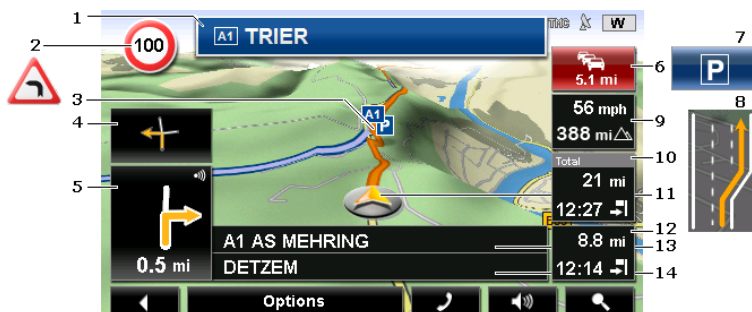 1
A1 TRIER
TMC W
7
2
100
P
5.1 mi
6
3
A1
P
8
4
56 mph
388 mi
9
Total
10
5
21 mi
11
12:27
12
A1 AS MEHRING
8.8 mi
13
0.5 mi
DETZEM
12:14
14
Options